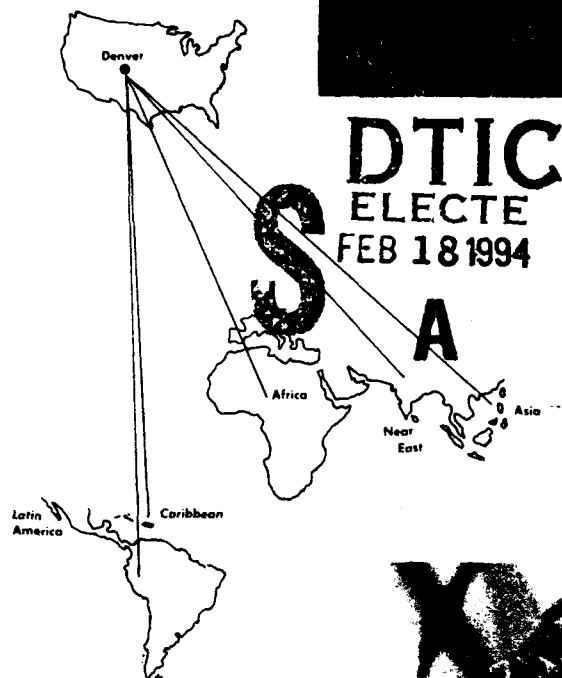 Denver
DTIC
ELECTE
FEB 18 1994
S
A
Africa
Asia
Near
East
Latin
America
Caribbean